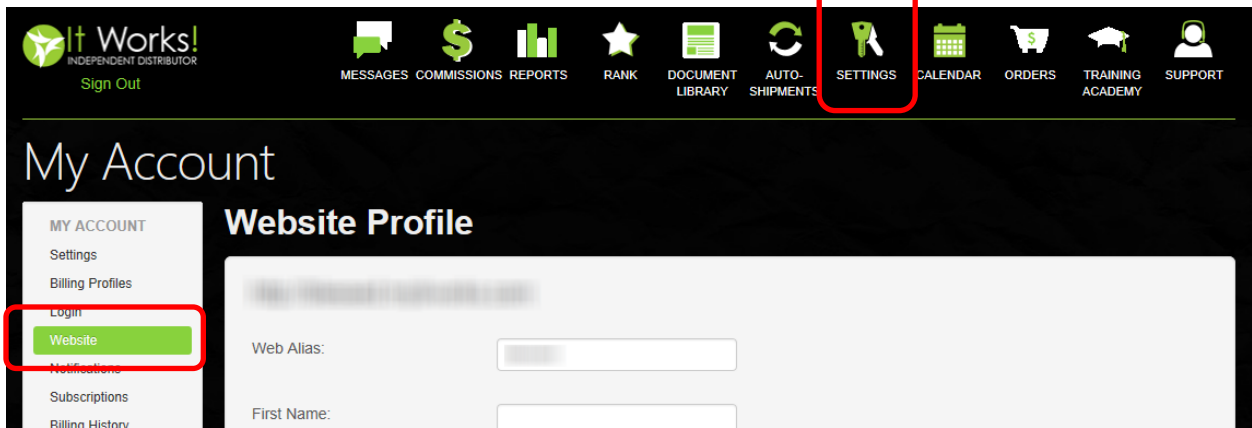 It Works!
INDEPENDENT DISTRIBUTOR
Sign Out
MESSAGES COMMISSIONS REPORTS RANK DOCUMENT LIBRARY AUTO-SHIPMENTS SETTINGS CALENDAR ORDERS TRAINING ACADEMY SUPPORT
My Account
MY ACCOUNT
Website Profile
Settings
Billing Profiles
Login
Website
Web Alias:
Notifications
Subscriptions
First Name:
Billing History